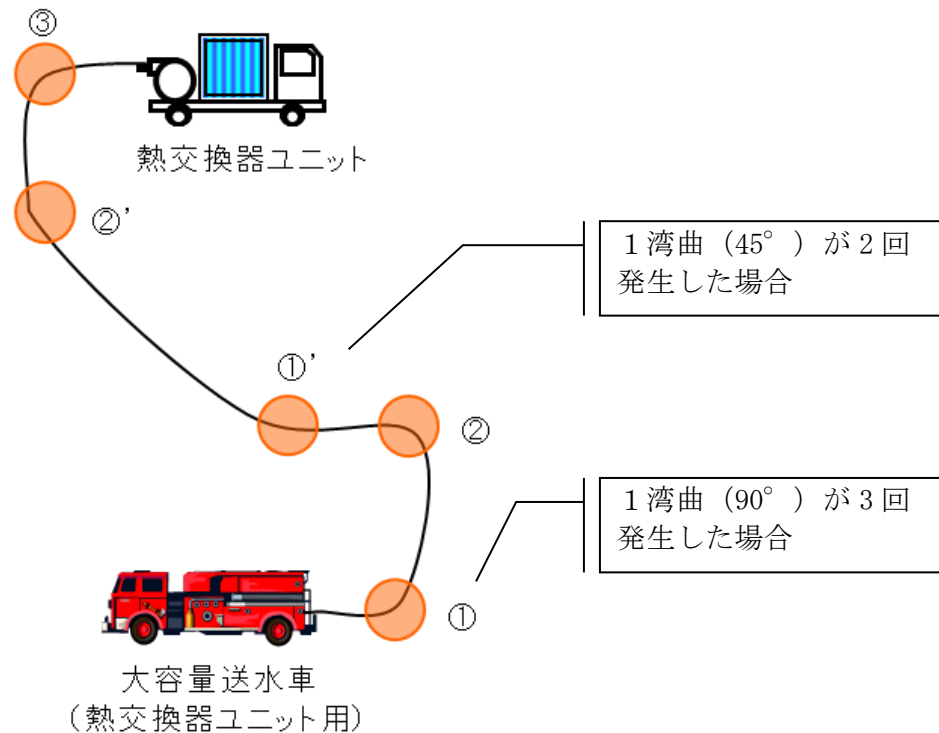 ③
熱交換器ユニット
②’
１湾曲（45°）が 2 回
発生した場合
①’
②
１湾曲（90°）が 3 回
発生した場合
①
大容量送水車
（熱交換器ユニット用）